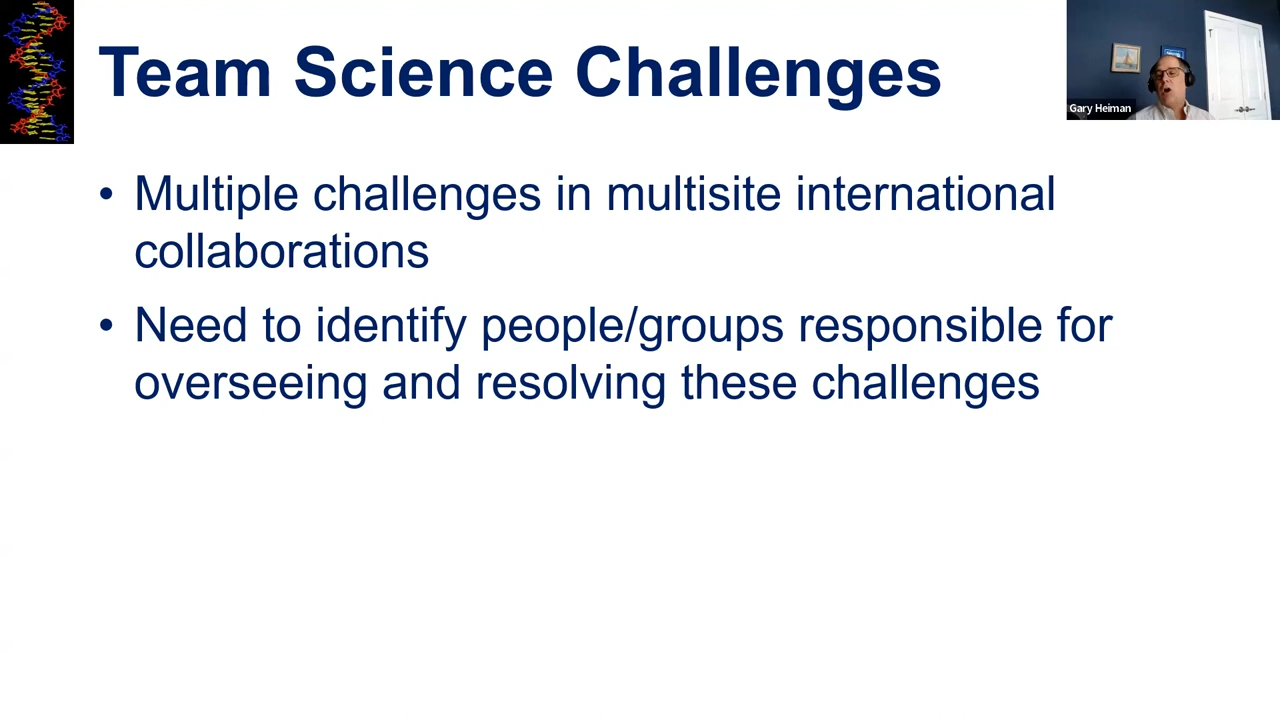 Team Science Challenges
Gary Heiman
• Multiple challenges in multisite international
collaborations
• Need to identify people/groups responsible for
overseeing and resolving these challenges